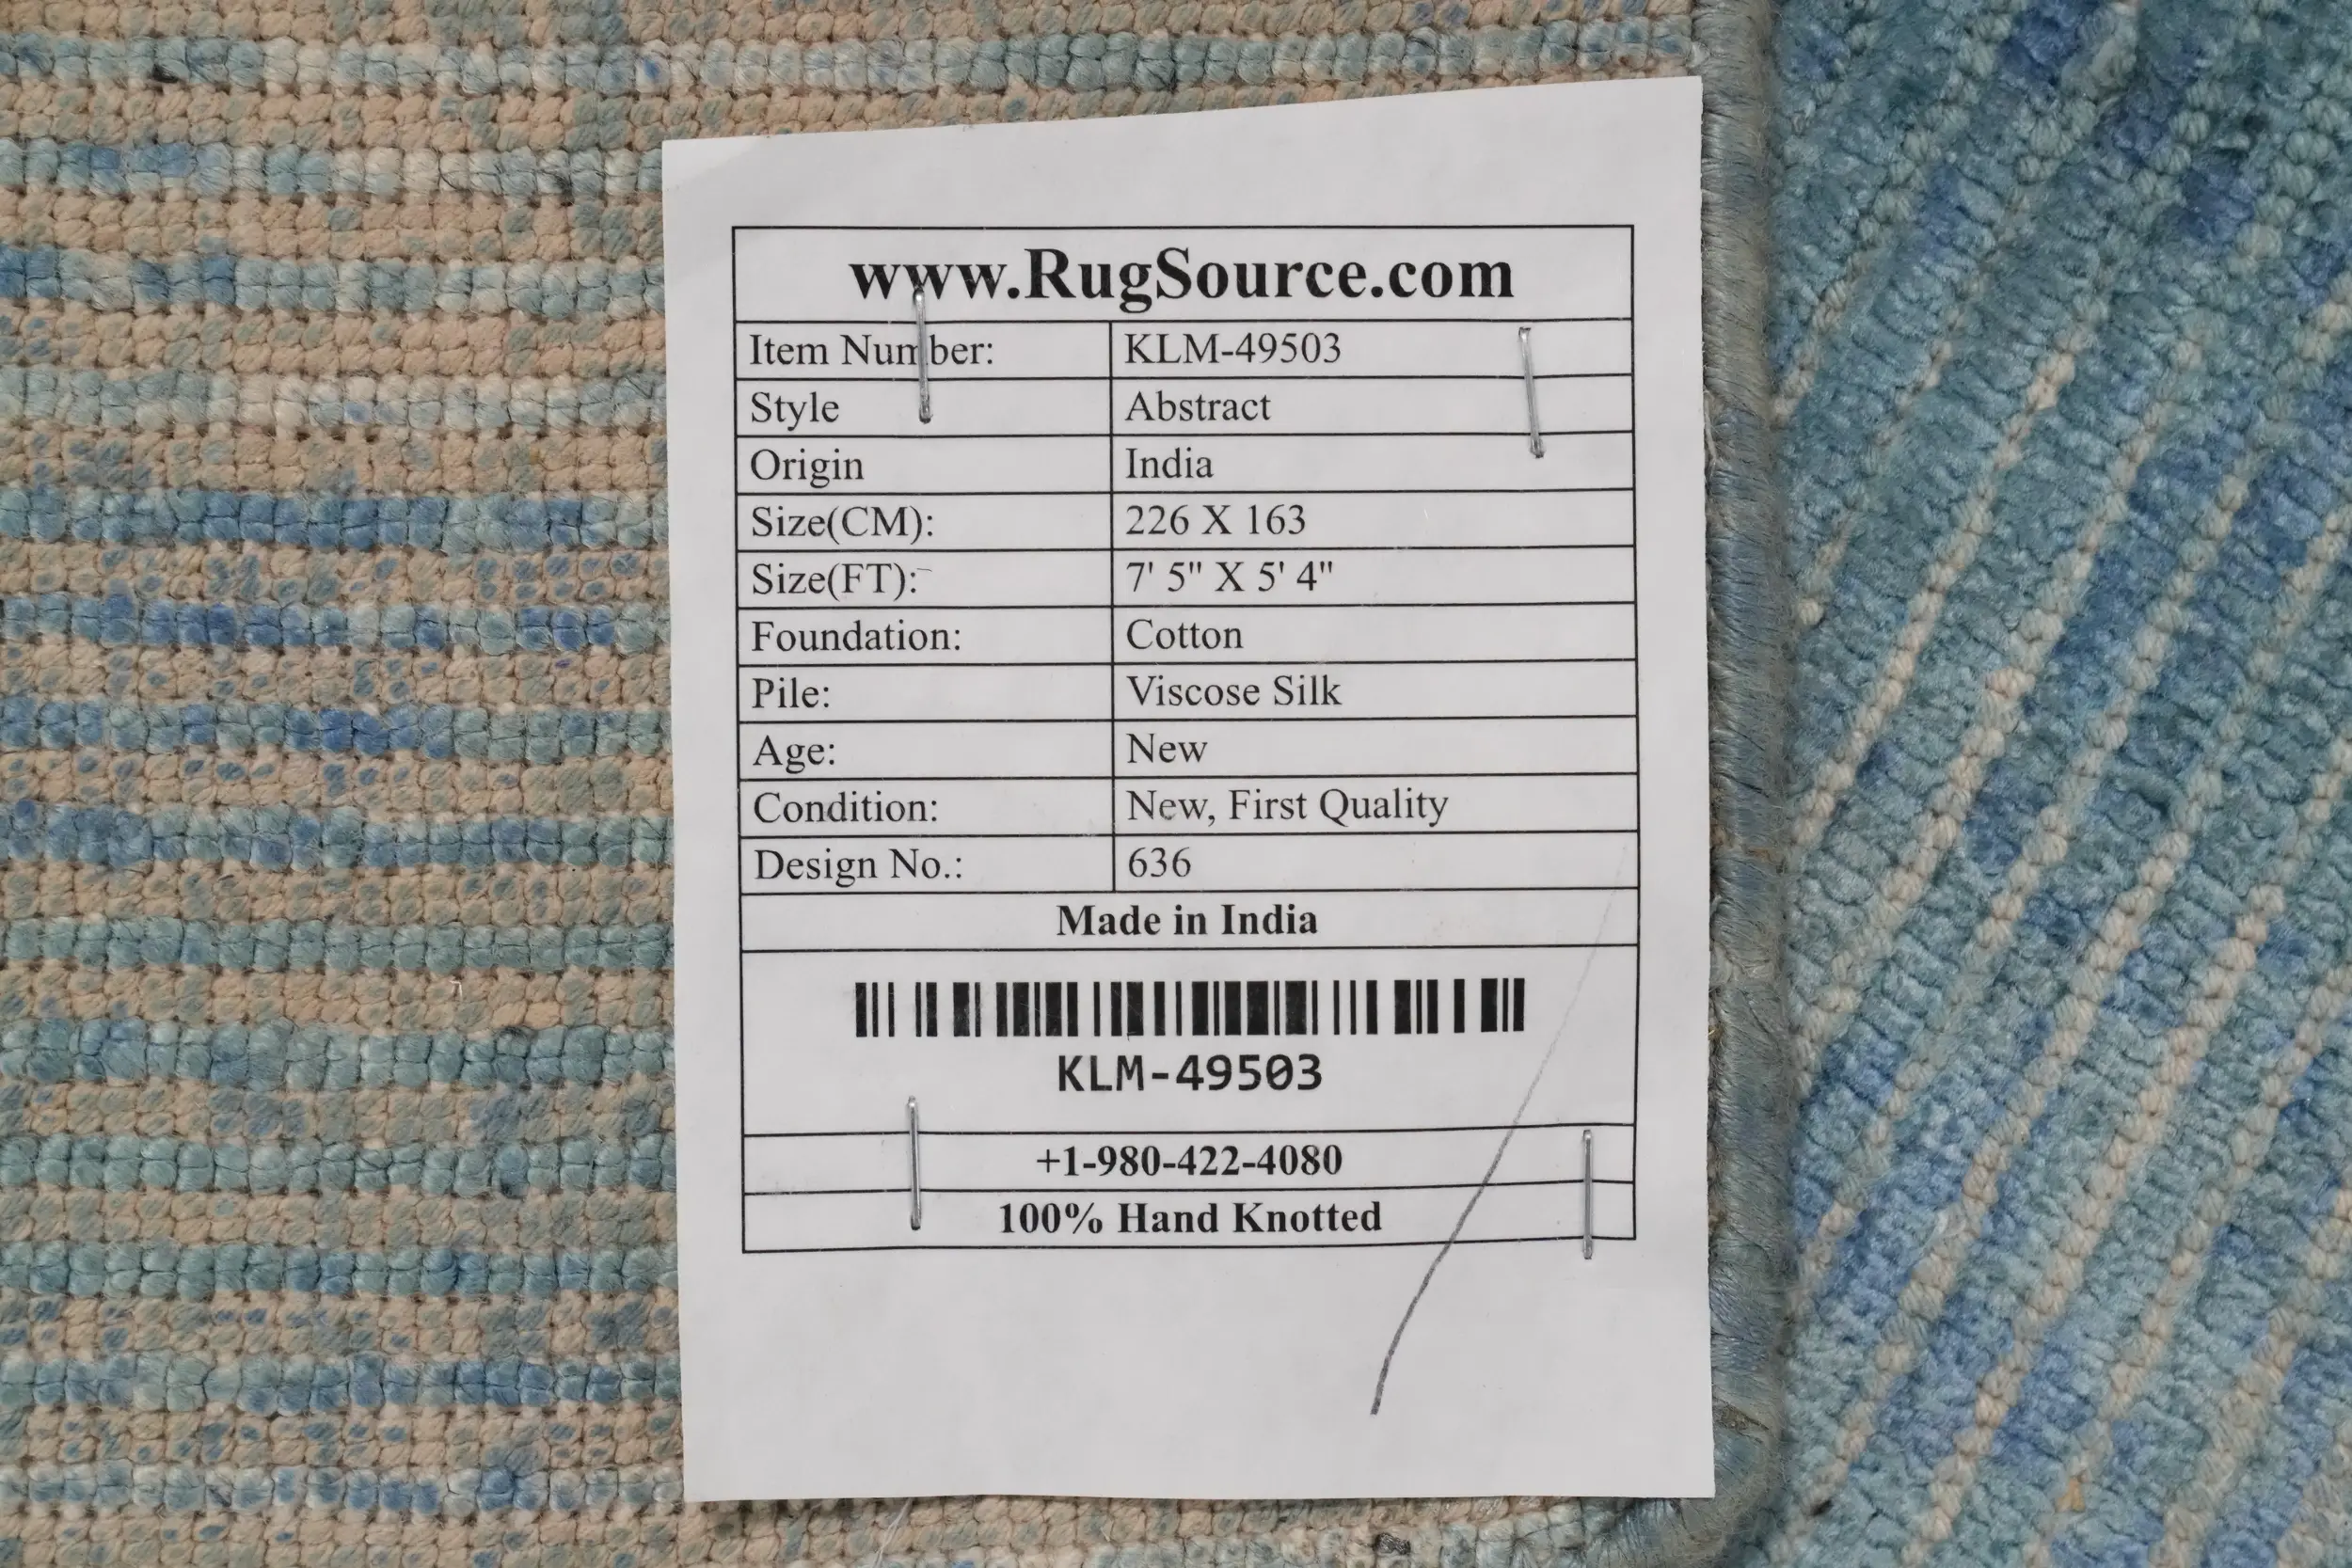 www.RugSource.com
Item Number: KLM-49503
Style Abstract
Origin India
Size(CM): 226 X 163
Size(FT): 7' 5" X 5' 4"
Foundation: Cotton
Pile: Viscose Silk
Age: New
Condition: New, First Quality
Design No.: 636
Made in India
KLM-49503
+1-980-422-4080
100% Hand Knotted